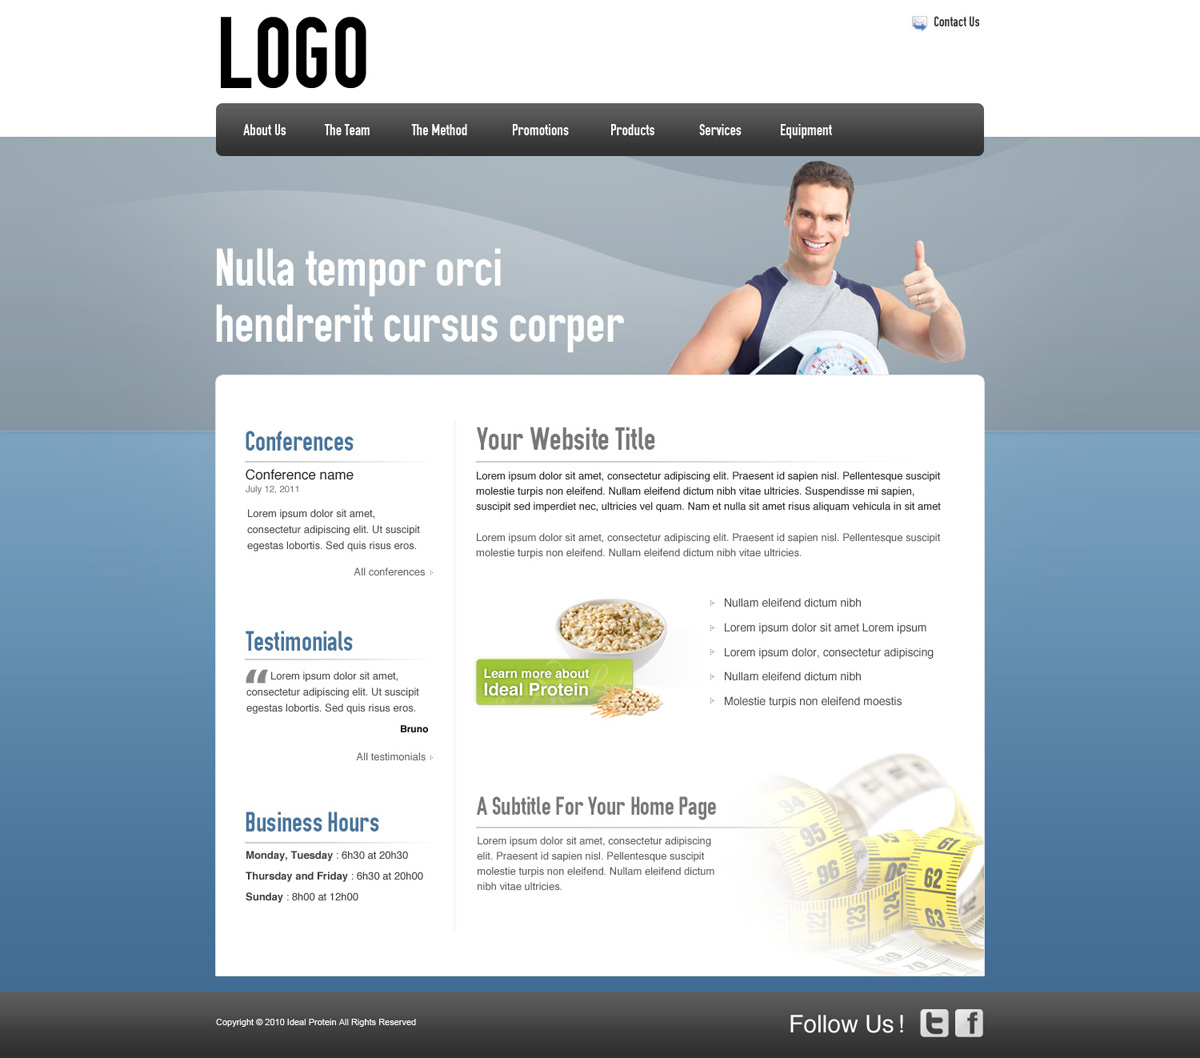 LOGO
Contact Us
About Us The Team The Method Promotions Products Services Equipment
Nulla tempor orci
hendrerit cursus corper
Conferences
Conference name
July 12, 2011
Lorem ipsum dolor sit amet,
consectetur adipiscing elit. Ut suscipit
egestas lobortis. Sed quis risus eros.
All conferences
Testimonials
“ Lorem ipsum dolor sit amet,
consectetur adipiscing elit. Ut suscipit
egestas lobortis. Sed quis risus eros.
Bruno
All testimonials
Business Hours
Monday, Tuesday : 6h30 at 20h30
Thursday and Friday : 6h30 at 20h00
Sunday : 8h00 at 12h00
Your Website Title
Lorem ipsum dolor sit amet, consectetur adipiscing elit. Praesent id sapien nisl. Pellentesque suscipit
molestie turpis non eleifend. Nullam eleifend dictum nibh vitae ultricies. Suspendisse mi sapien,
suscipit sed imperdiet nec, ultricies vel quam. Nam et nulla sit amet risus aliquam vehicula in sit amet
Lorem ipsum dolor sit amet, consectetur adipiscing elit. Praesent id sapien nisl. Pellentesque suscipit
molestie turpis non eleifend. Nullam eleifend dictum nibh vitae ultricies.
Learn more about
Ideal Protein
Nullam eleifend dictum nibh
Lorem ipsum dolor sit amet Lorem ipsum
Lorem ipsum dolor, consectetur adipiscing
Nullam eleifend dictum nibh
Molestie turpis non eleifend moestis
A Subtitle For Your Home Page
Lorem ipsum dolor sit amet, consectetur adipiscing
elit. Praesent id sapien nisl. Pellentesque suscipit
molestie turpis non eleifend. Nullam eleifend dictum
nibh vitae ultricies.
94
95
96
61
62
63
122 123 124
Copyright © 2010 Ideal Protein All Rights Reserved
Follow Us !
t f